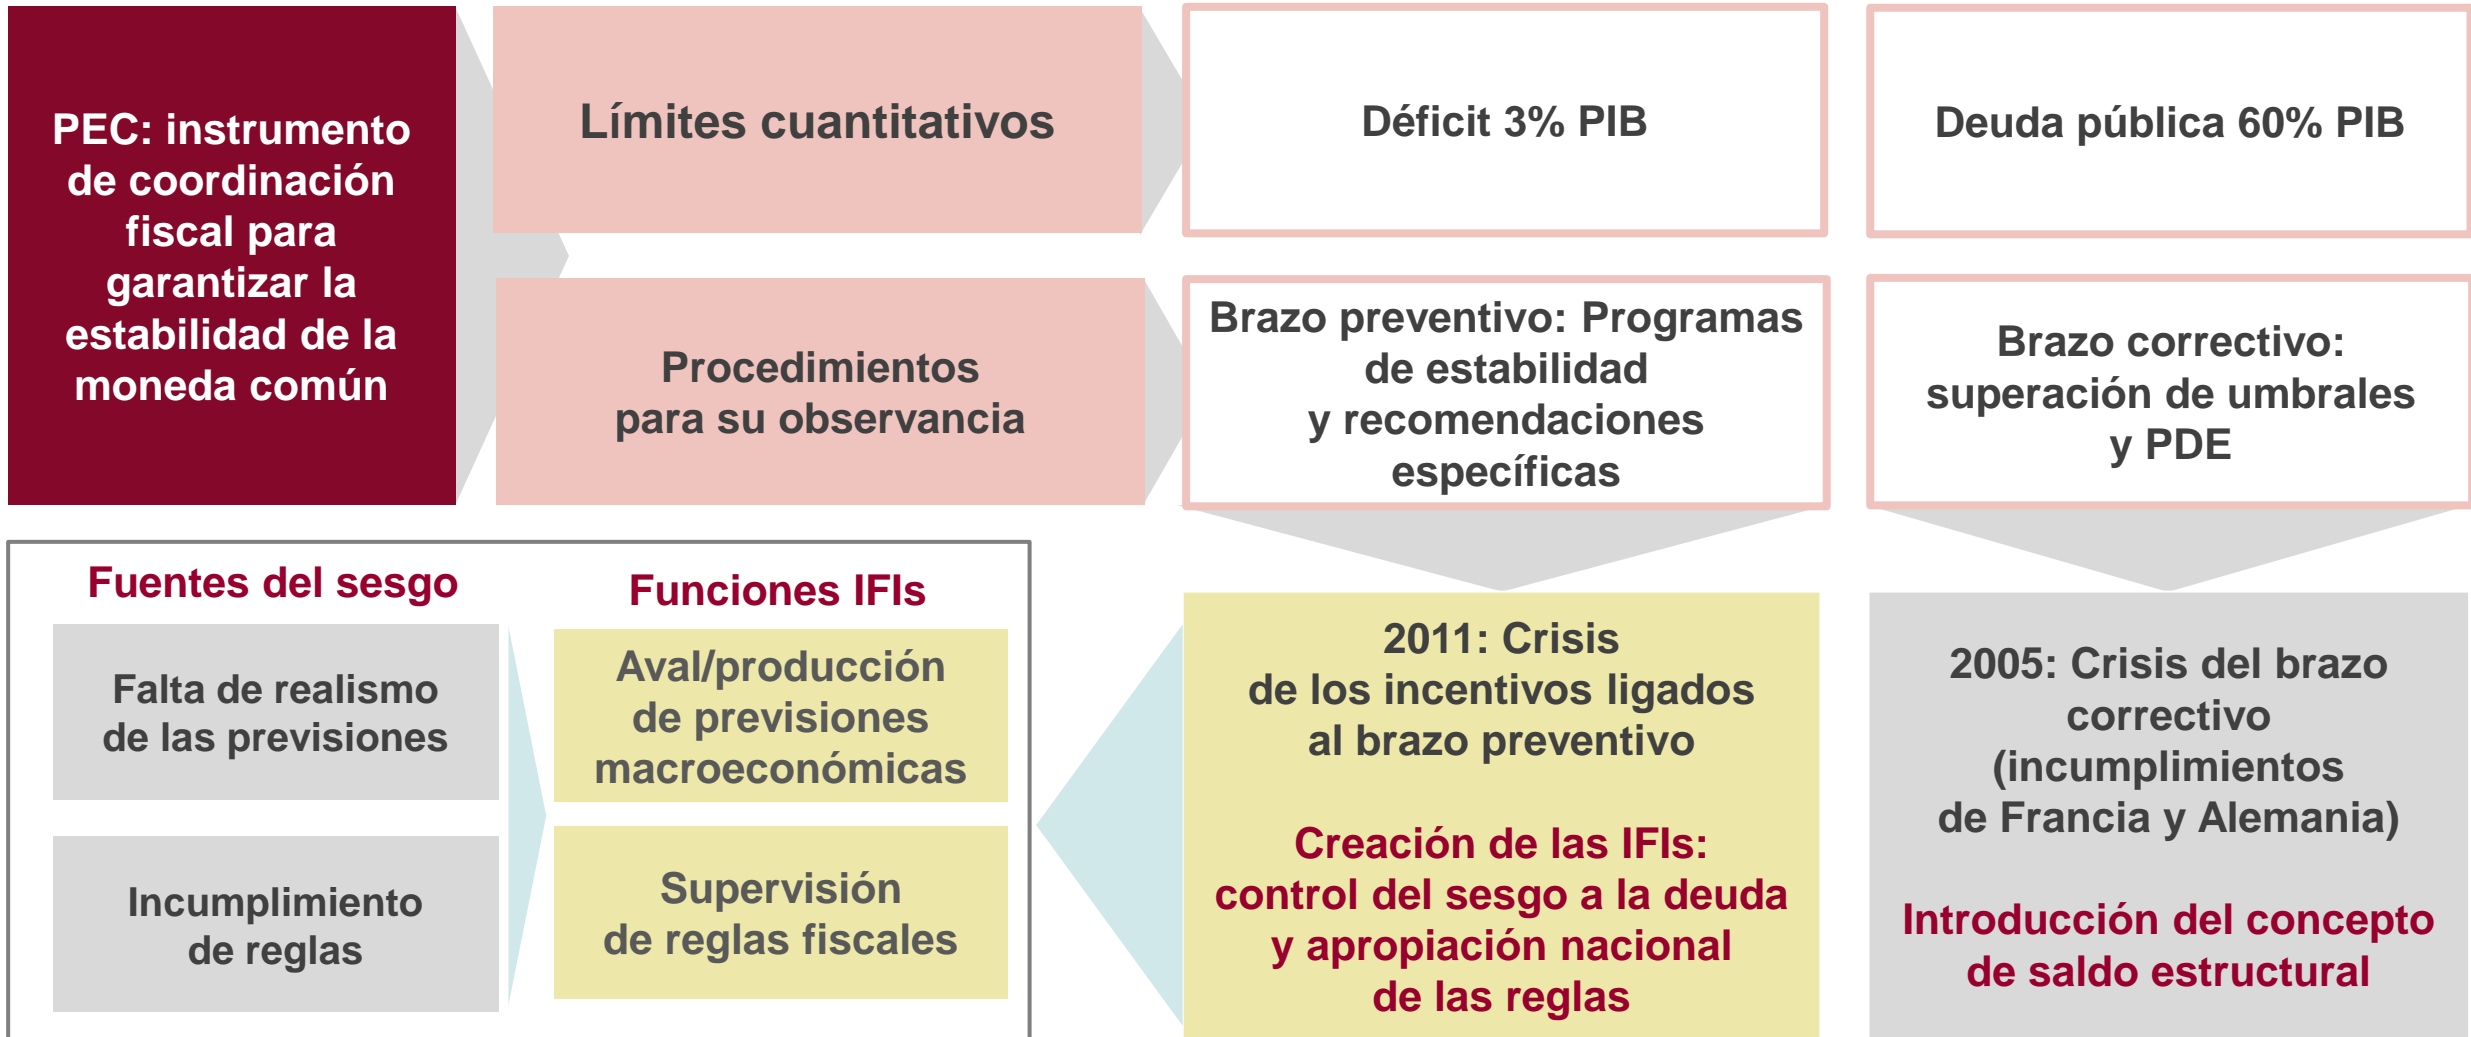 PEC: instrumento
de coordinación
fiscal para
garantizar la
estabilidad de la
moneda común
Límites cuantitativos
Déficit 3% PIB
Deuda pública 60% PIB
Procedimientos
para su observancia
Brazo preventivo: Programas
de estabilidad
y recomendaciones
específicas
Brazo correctivo:
superación de umbrales
y PDE
Fuentes del sesgo
Funciones IFIs
Falta de realismo
de las previsiones
Aval/producción
de previsiones
macroeconómicas
Incumplimiento
de reglas
Supervisión
de reglas fiscales
2011: Crisis
de los incentivos ligados
al brazo preventivo
Creación de las IFIs:
control del sesgo a la deuda
y apropiación nacional
de las reglas
2005: Crisis del brazo
correctivo
(incumplimientos
de Francia y Alemania)
Introducción del concepto
de saldo estructural